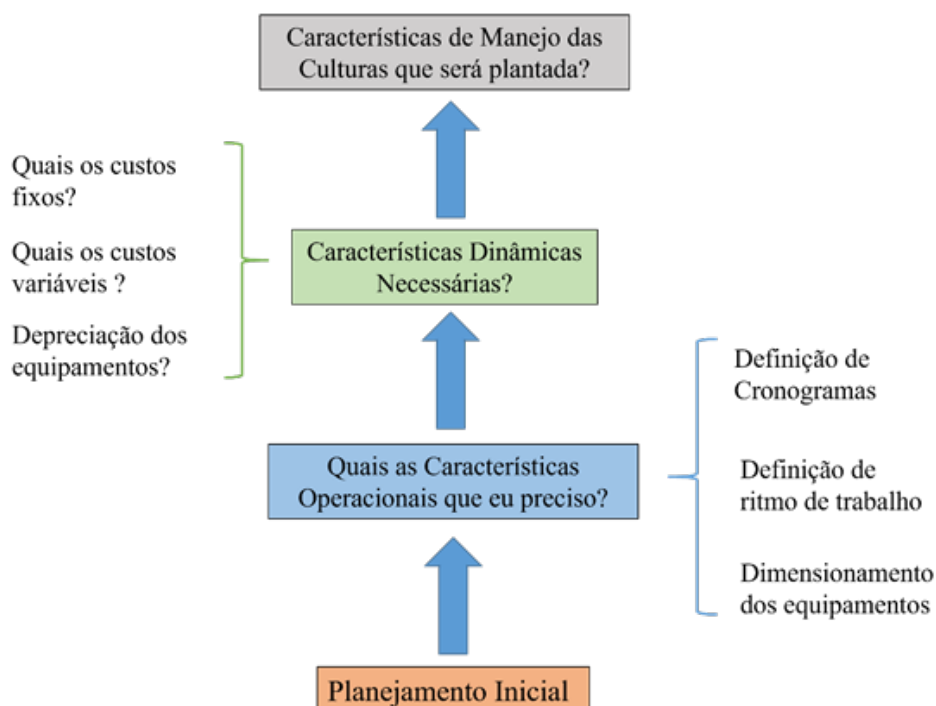 Características de Manejo das
Culturas que será plantada?
Quais os custos
fixos?
Quais os custos
variáveis ?
Depreciação dos
equipamentos?
Características Dinâmicas
Necessárias?
Definição de
Cronogramas
Definição de
ritmo de trabalho
Dimensionamento
dos equipamentos
Quais as Características
Operacionais que eu preciso?
Planejamento Inicial